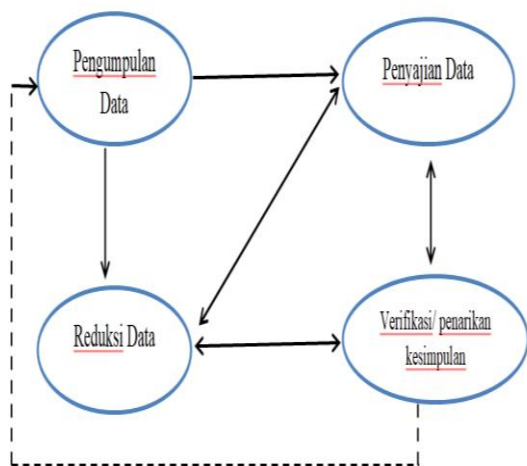 Pengumpulan
Data
Penyajian Data
Reduksi Data
Verifikasi/ penarikan
kesimpulan